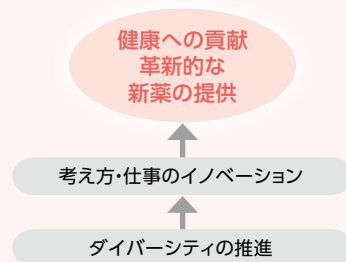 健康への貢献
革新的な
新薬の提供
考え方・仕事のイノベーション
ダイバーシティの推進